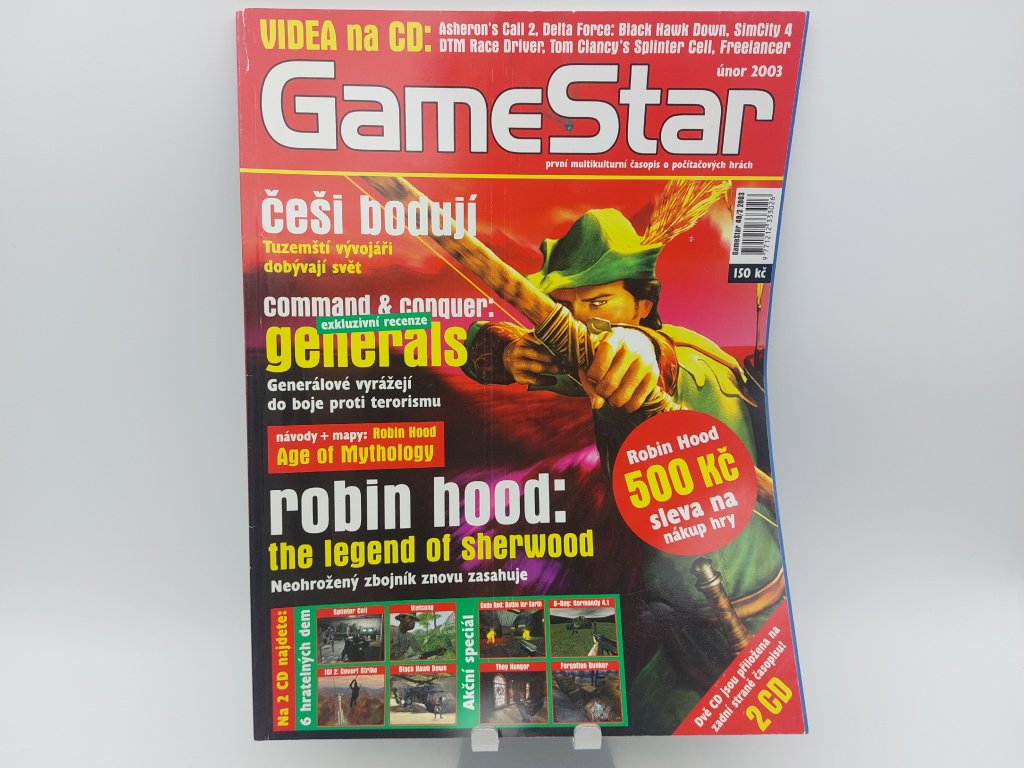 VIDEA na CD: Asheron's Call 2, Delta Force: Black Hawk Down, SimCity 4
DTM Race Driver, Tom Clancy's Splinter Cell, Freelancer
únor 2003
GameStar
první multikulturní časopis o počítačových hrách
GameStar 48/2 2003
9 771212 333026
150 kč
češi bodují
Tuzemští vývojáři
dobývají svět
command & conquer:
exkluzivní recenze
generals
Generálové vyrážejí
do boje proti terorismu
návody + mapy: Robin Hood
Age of Mythology
Robin Hood
500 Kč
sleva na
nákup hry
robin hood:
the legend of sherwood
Neohrožený zbojník znovu zasahuje
Na 2 CD najdete:
6 hratelných dem
Splinter Cell
Vietcong
IGI 2: Covert Strike
Black Hawk Down
Akční speciál
Code Red: Battle for Earth
D-Day: Normandy 4.1
They Hunger
Forgotten Bunker
Dvě CD jsou přiložena na
zadní straně časopisu!
2 CD